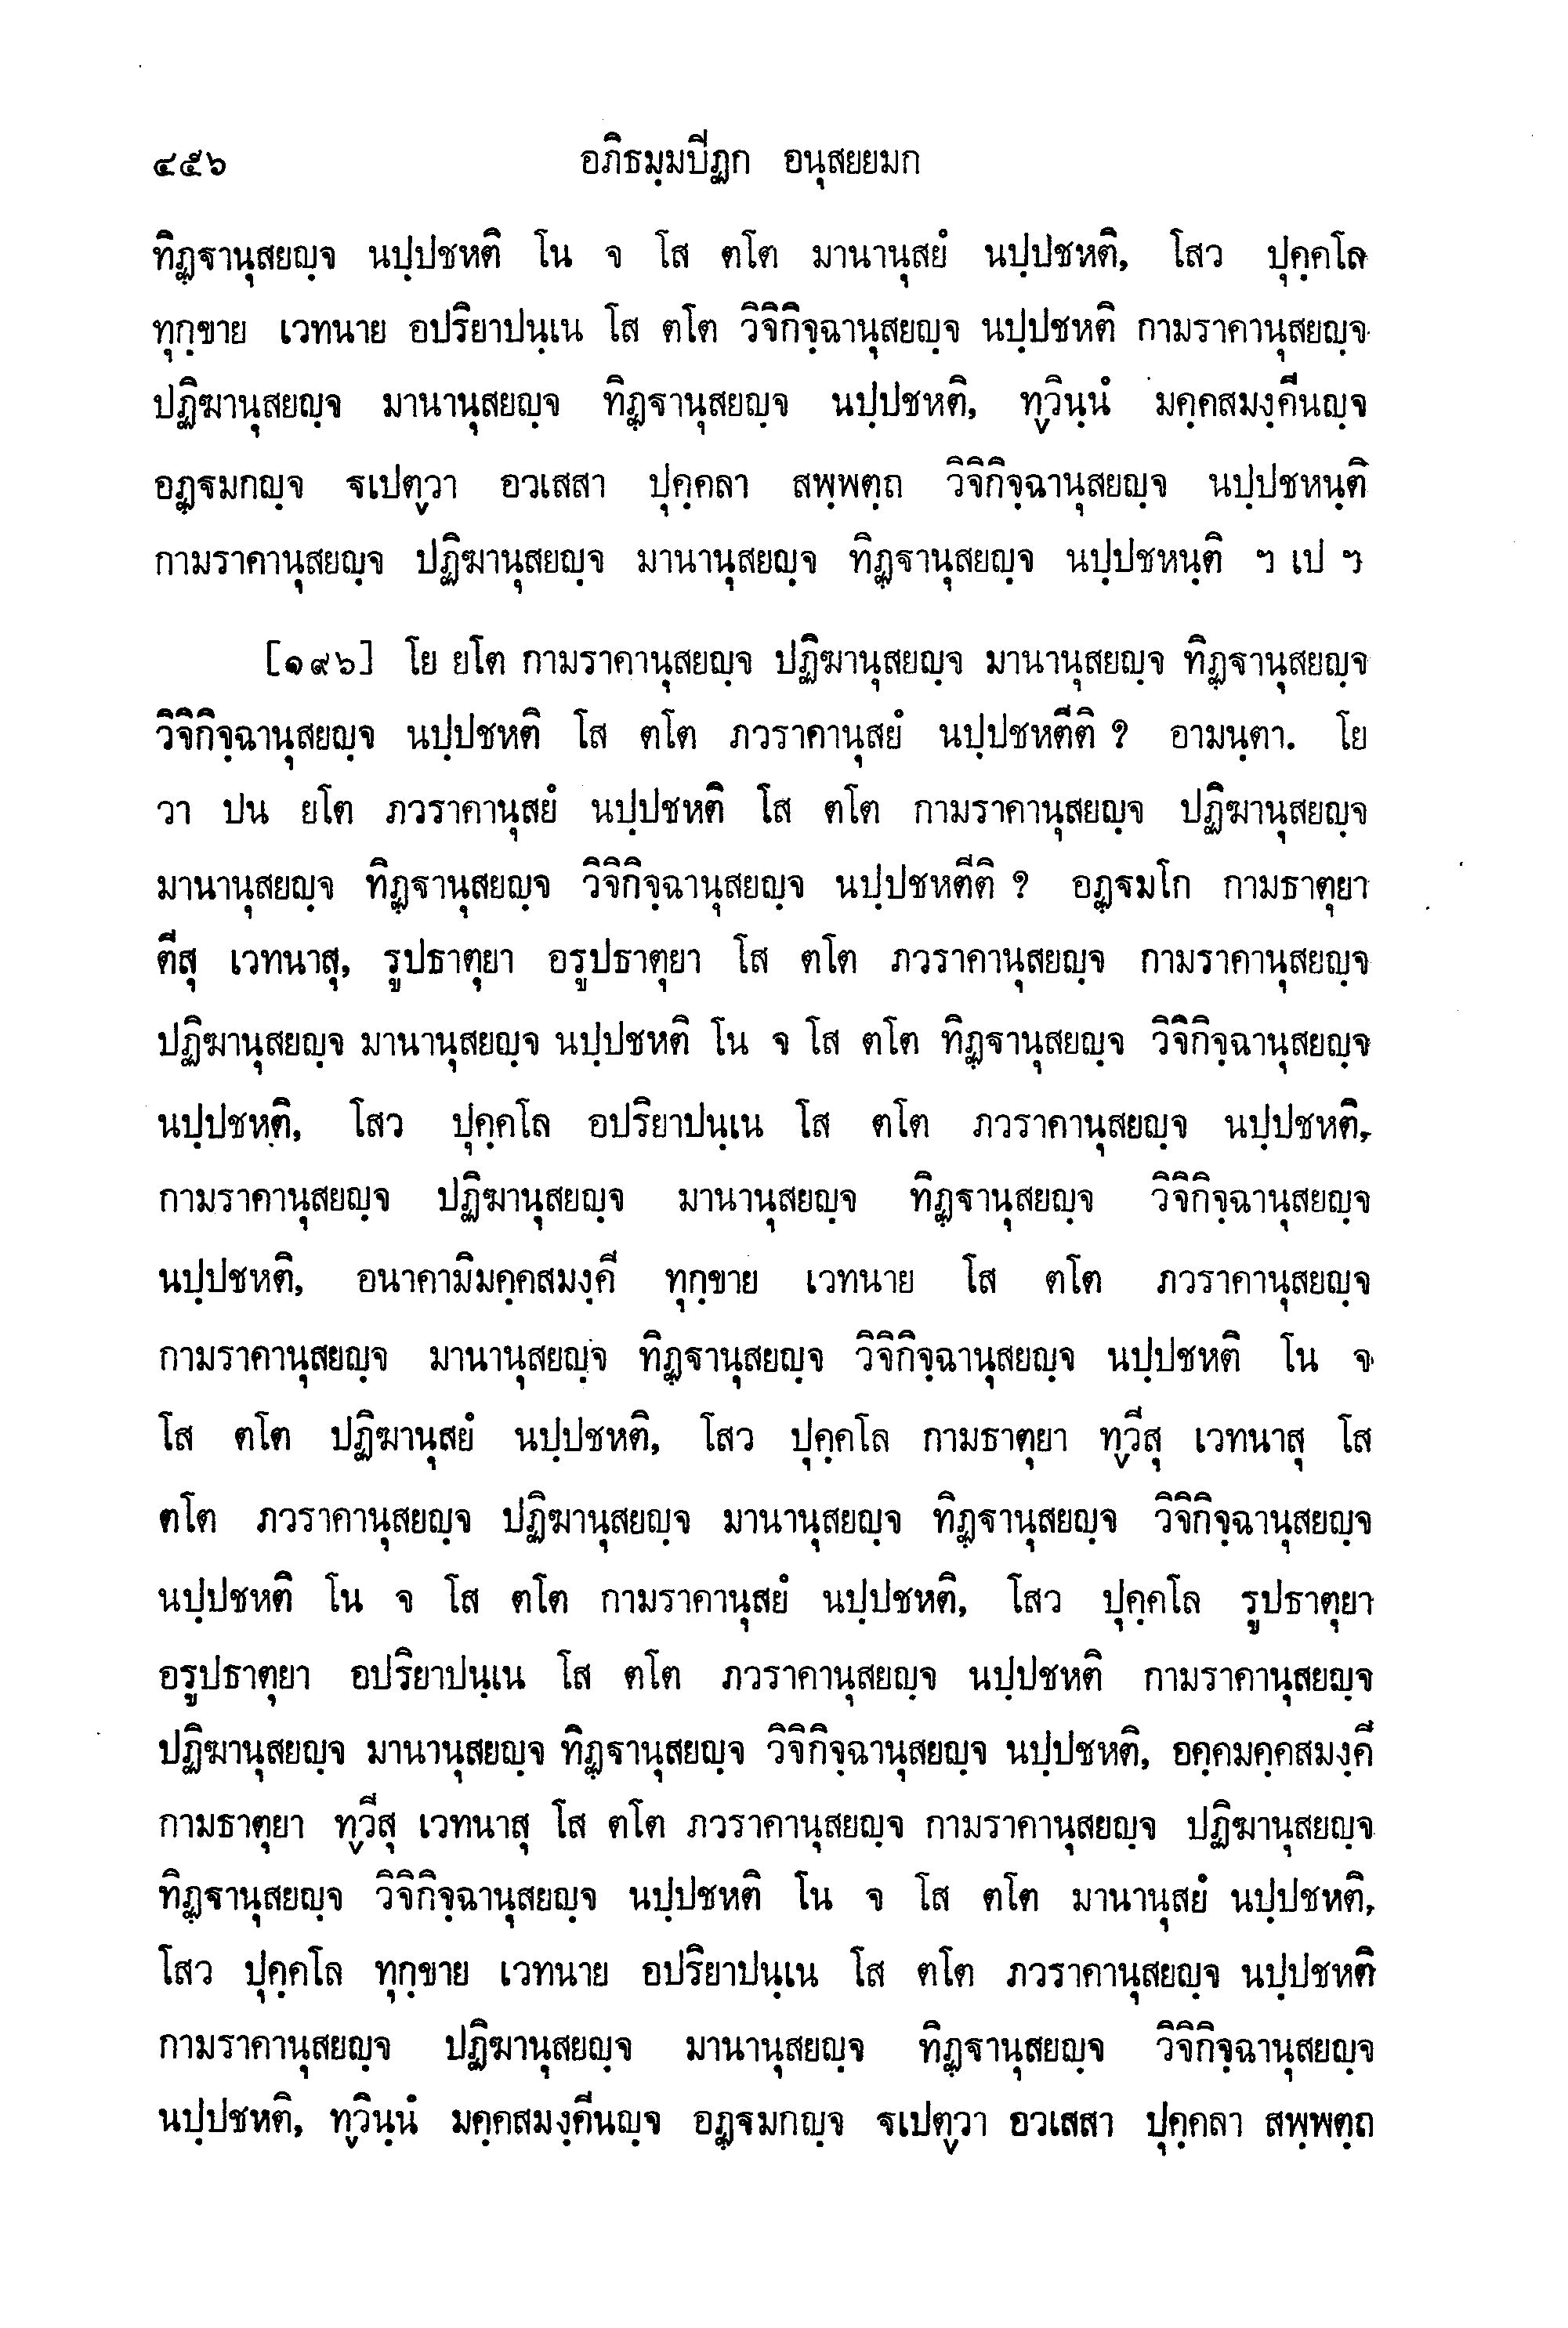 ๔๕๖ อภิธมฺมปีฏก อนุสยยมก
ทิฏฺฐานุสยญฺจ นปฺปชหติ โน จ โส ตโต มานานุสยํ นปฺปชหติ, โสว ปุคฺคโล
ทุกฺขาย เวทนาย อปริยาปนฺเน โส ตโต วิจิกิจฺฉานุสยญฺจ นปฺปชหติ กามราคานุสยญฺจ
ปฏิฆานุสยญฺจ มานานุสยญฺจ ทิฏฺฐานุสยญฺจ นปฺปชหติ, ทฺวินฺนํ มคฺคสมงฺคีนญฺจ
อฏฺฐมกญฺจ ฐเปตฺวา อวเสสา ปุคฺคลา สพฺพตฺถ วิจิกิจฺฉานุสยญฺจ นปฺปชหนฺติ
กามราคานุสยญฺจ ปฏิฆานุสยญฺจ มานานุสยญฺจ ทิฏฺฐานุสยญฺจ นปฺปชหนฺติ ฯ เป ฯ
[๑๙๖] โย ยโต กามราคานุสยญฺจ ปฏิฆานุสยญฺจ มานานุสยญฺจ ทิฏฺฐานุสยญฺจ
วิจิกิจฺฉานุสยญฺจ นปฺปชหติ โส ตโต ภวราคานุสยํ นปฺปชหตีติ ? อามนฺตา. โย
วา ปน ยโต ภวราคานุสยํ นปฺปชหติ โส ตโต กามราคานุสยญฺจ ปฏิฆานุสยญฺจ
มานานุสยญฺจ ทิฏฺฐานุสยญฺจ วิจิกิจฺฉานุสยญฺจ นปฺปชหตีติ ? อฏฺฐมโก กามธาตุยา
ตีสุ เวทนาสุ, รูปธาตุยา อรูปธาตุยา โส ตโต ภวราคานุสยญฺจ กามราคานุสยญฺจ
ปฏิฆานุสยญฺจ มานานุสยญฺจ นปฺปชหติ โน จ โส ตโต ทิฏฺฐานุสยญฺจ วิจิกิจฺฉานุสยญฺจ
นปฺปชหติ, โสว ปุคฺคโล อปริยาปนฺเน โส ตโต ภวราคานุสยญฺจ นปฺปชหติ,
กามราคานุสยญฺจ ปฏิฆานุสยญฺจ มานานุสยญฺจ ทิฏฺฐานุสยญฺจ วิจิกิจฺฉานุสยญฺจ
นปฺปชหติ, อนาคามิมคฺคสมงฺคี ทุกฺขาย เวทนาย โส ตโต ภวราคานุสยญฺจ
กามราคานุสยญฺจ มานานุสยญฺจ ทิฏฺฐานุสยญฺจ วิจิกิจฺฉานุสยญฺจ นปฺปชหติ โน จ
โส ตโต ปฏิฆานุสยํ นปฺปชหติ, โสว ปุคฺคโล กามธาตุยา ทฺวีสุ เวทนาสุ โส
ตโต ภวราคานุสยญฺจ ปฏิฆานุสยญฺจ มานานุสยญฺจ ทิฏฺฐานุสยญฺจ วิจิกิจฺฉานุสยญฺจ
นปฺปชหติ โน จ โส ตโต กามราคานุสยํ นปฺปชหติ, โสว ปุคฺคโล รูปธาตุยา
อรูปธาตุยา อปริยาปนฺเน โส ตโต ภวราคานุสยญฺจ นปฺปชหติ กามราคานุสยญฺจ
ปฏิฆานุสยญฺจ มานานุสยญฺจ ทิฏฺฐานุสยญฺจ วิจิกิจฺฉานุสยญฺจ นปฺปชหติ, อคฺคมคฺคสมงฺคี
กามธาตุยา ทฺวีสุ เวทนาสุ โส ตโต ภวราคานุสยญฺจ กามราคานุสยญฺจ ปฏิฆานุสยญฺจ
ทิฏฺฐานุสยญฺจ วิจิกิจฺฉานุสยญฺจ นปฺปชหติ โน จ โส ตโต มานานุสยํ นปฺปชหติ,
โสว ปุคฺคโล ทุกฺขาย เวทนาย อปริยาปนฺเน โส ตโต ภวราคานุสยญฺจ นปฺปชหติ
กามราคานุสยญฺจ ปฏิฆานุสยญฺจ มานานุสยญฺจ ทิฏฺฐานุสยญฺจ วิจิกิจฺฉานุสยญฺจ
นปฺปชหติ, ทฺวินฺนํ มคฺคสมงฺคีนญฺจ อฏฺฐมกญฺจ ฐเปตฺวา อวเสสา ปุคฺคลา สพฺพตฺถ